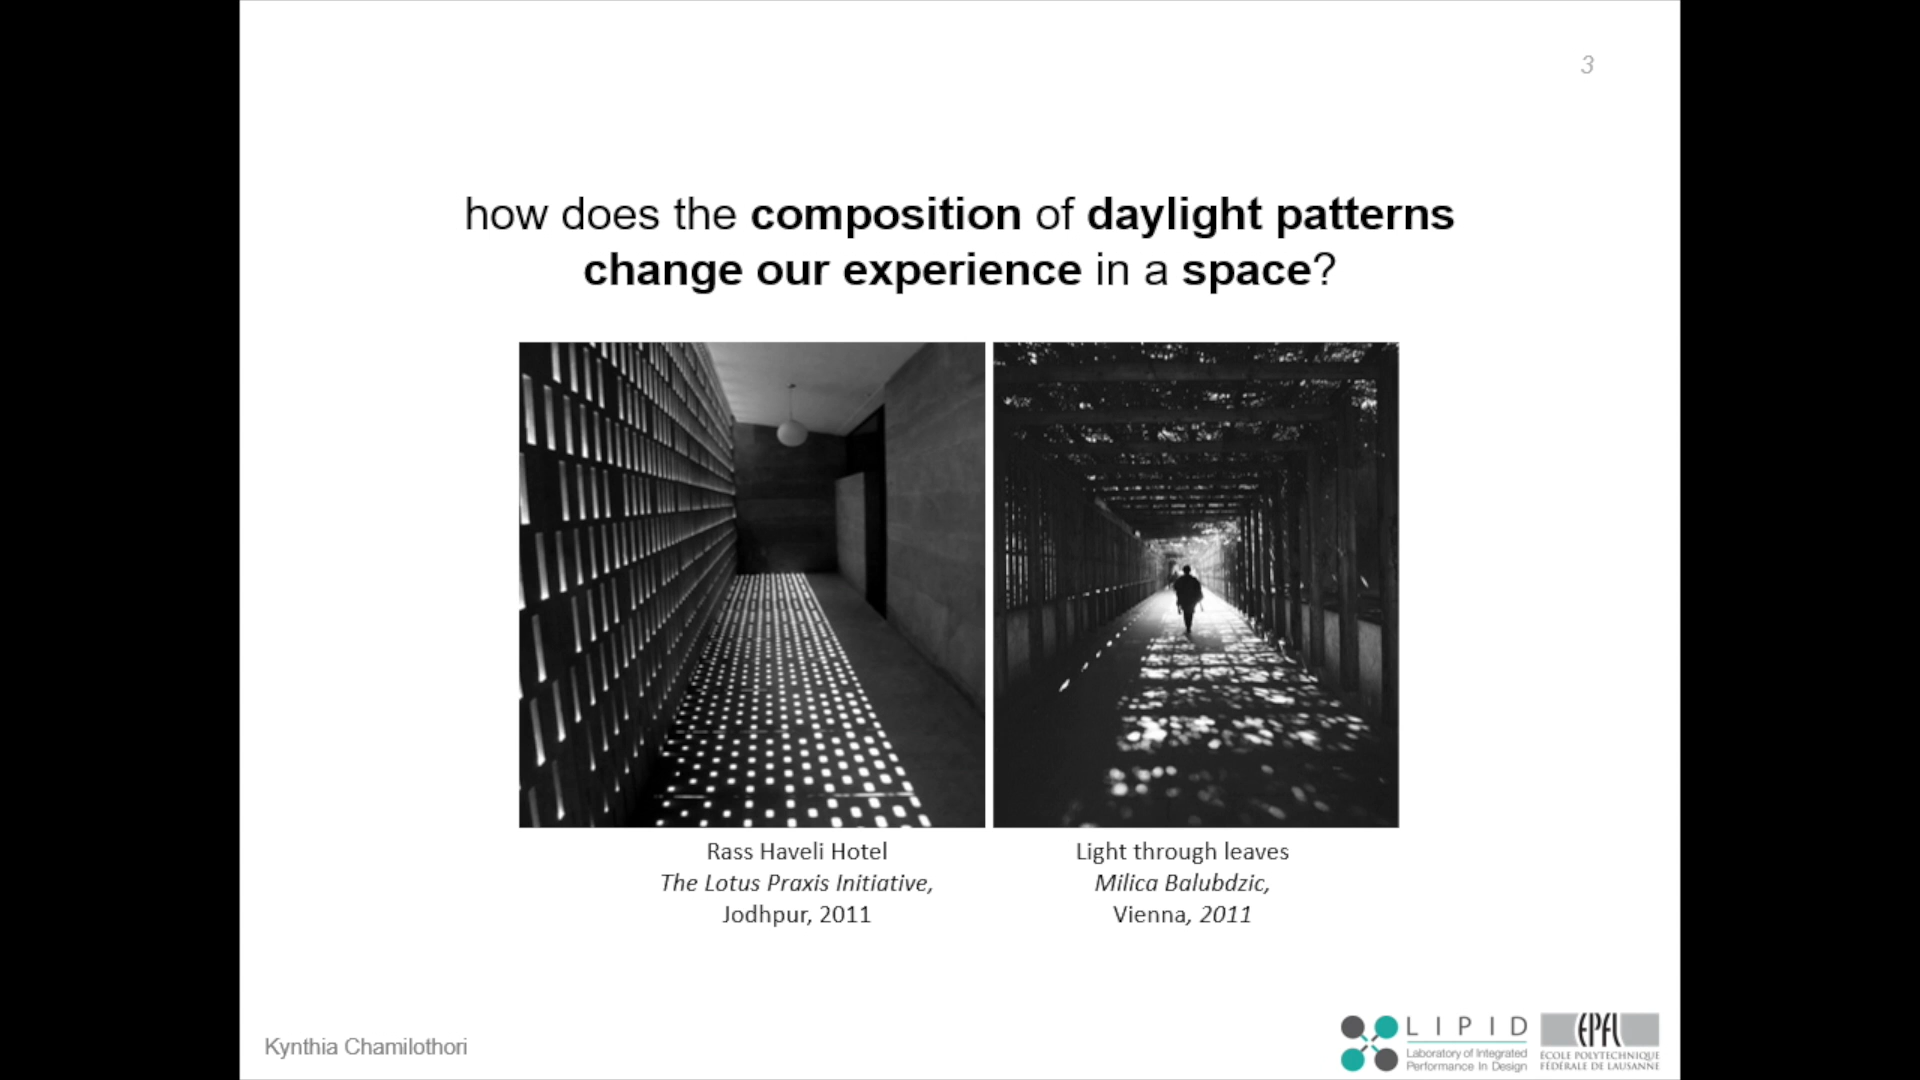 3
how does the composition of daylight patterns
change our experience in a space?
Rass Haveli Hotel
The Lotus Praxis Initiative,
Jodhpur, 2011
Light through leaves
Milica Balubdzic,
Vienna, 2011
Kynthia Chamilothori
LIPID
Laboratory of Integrated
Performance In Design
EPFL
ECOLE POLYTECHNIQUE
FÉDÉRALE DE LAUSANNE